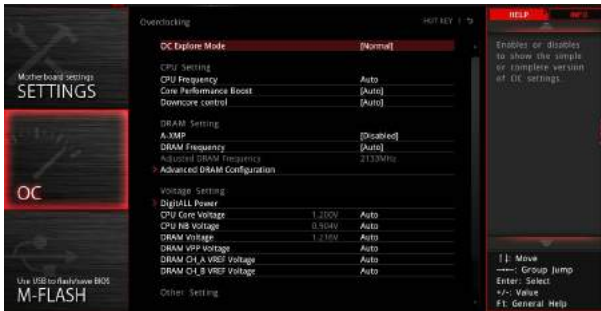 Overclocking
HOT KEY
HELP
INFO
OC Explore Mode [Normal]
CPU Setting
CPU Frequency Auto
Core Performance Boost [Auto]
Downcore control [Auto]
DRAM Setting
A-XMP [Disabled]
DRAM Frequency [Auto]
Adjusted DRAM Frequency 2133MHz
Advanced DRAM Configuration
Voltage Setting
DigitALL Power
CPU Core Voltage 1.200V Auto
CPU NB Voltage 0.904V Auto
DRAM Voltage 1.216V Auto
DRAM VPP Voltage Auto
DRAM CH_A VREF Voltage Auto
DRAM CH_B VREF Voltage Auto
Other Setting
Motherboard settings
SETTINGS
OC
Use USB to flash/save BIOS
M-FLASH
Enables or disables
to show the simple
or complete version
of OC settings.
↑↓: Move
→←: Group Jump
Enter: Select
+/-: Value
F1: General Help